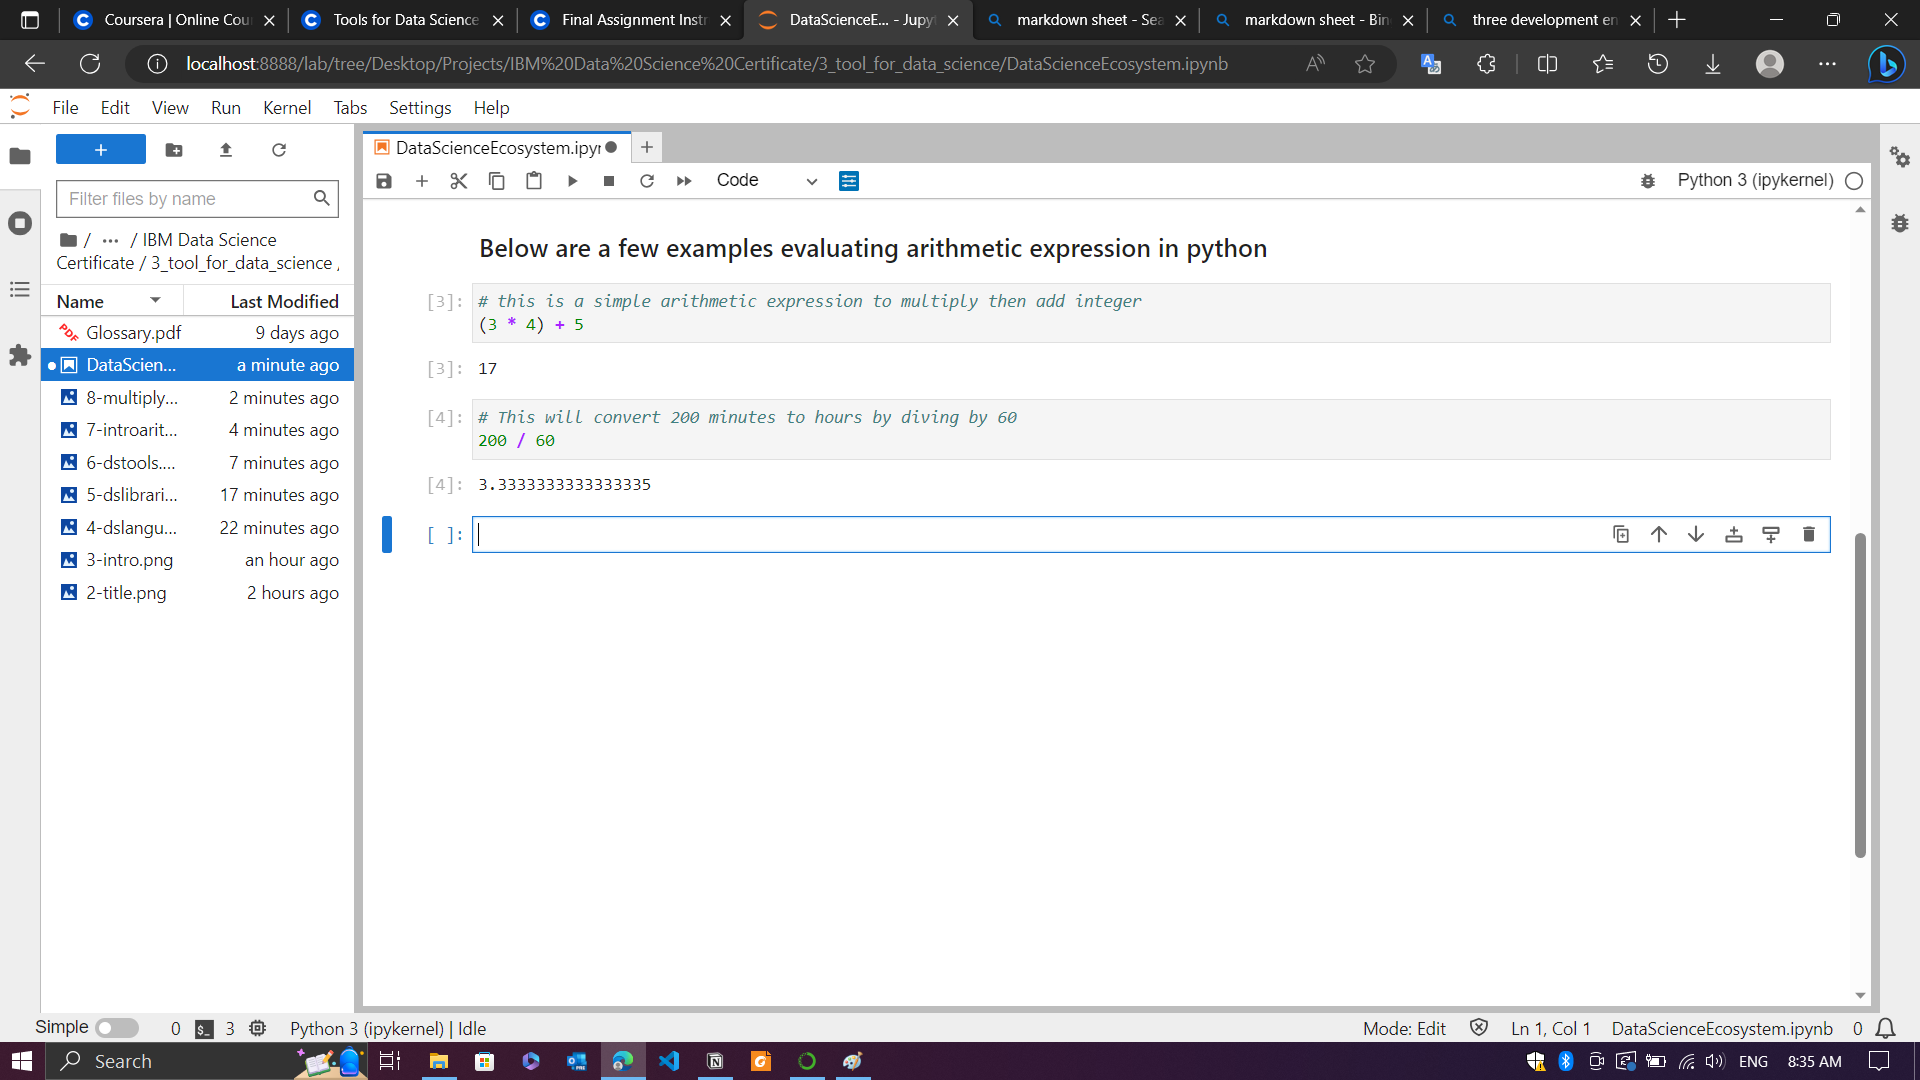 Coursera | Online Cou
Tools for Data Science
Final Assignment Instr
DataScienceE... - Jupyt
markdown sheet - Sea
markdown sheet - Bin
three development en
localhost:8888/lab/tree/Desktop/Projects/IBM%20Data%20Science%20Certificate/3_tool_for_data_science/DataScienceEcosystem.ipynb
File Edit View Run Kernel Tabs Settings Help
DataScienceEcosystem.ipyn
Code
Python 3 (ipykernel)
Filter files by name
/ ... / IBM Data Science
Certificate / 3_tool_for_data_science /
Name Last Modified
Glossary.pdf 9 days ago
DataScien... a minute ago
8-multiply... 2 minutes ago
7-introarit... 4 minutes ago
6-dstools.... 7 minutes ago
5-dslibrari... 17 minutes ago
4-dslangu... 22 minutes ago
3-intro.png an hour ago
2-title.png 2 hours ago
Below are a few examples evaluating arithmetic expression in python
[3]: # this is a simple arithmetic expression to multiply then add integer
(3 * 4) + 5
[3]: 17
[4]: # This will convert 200 minutes to hours by diving by 60
200 / 60
[4]: 3.3333333333333335
[ ]:
Simple 0 3 Python 3 (ipykernel) | Idle
Mode: Edit Ln 1, Col 1 DataScienceEcosystem.ipynb 0
Search
ENG 8:35 AM